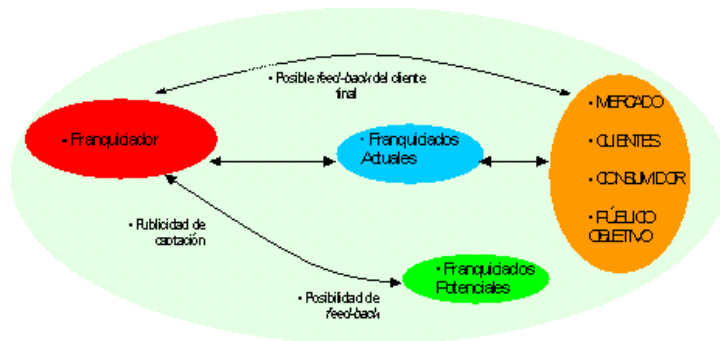 • Posible feed-back del cliente
final
• MERCADO
• Franquiciador
• Franquiciados
Actuales
• CLIENTES
• CONSUMIDOR
• PÚBLICO
OBJETIVO
• Publicidad de
captación
• Franquiciados
Potenciales
• Posibilidad de
feed-back